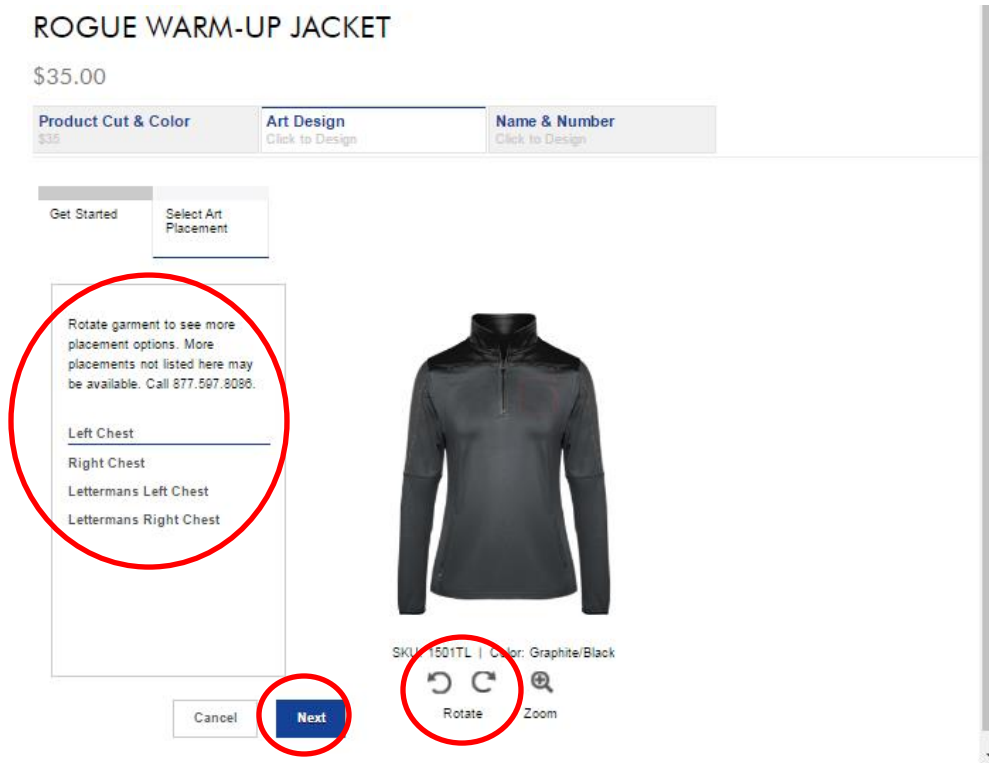 ROGUE WARM-UP JACKET
$35.00
Product Cut & Color
$35
Art Design
Click to Design
Name & Number
Click to Design
Get Started
Select Art
Placement
Rotate garment to see more
placement options. More
placements not listed here may
be available. Call 877.597.8086.
Left Chest
Right Chest
Lettermans Left Chest
Lettermans Right Chest
SKU: 1501TL | Color: Graphite/Black
Rotate
Zoom
Cancel
Next